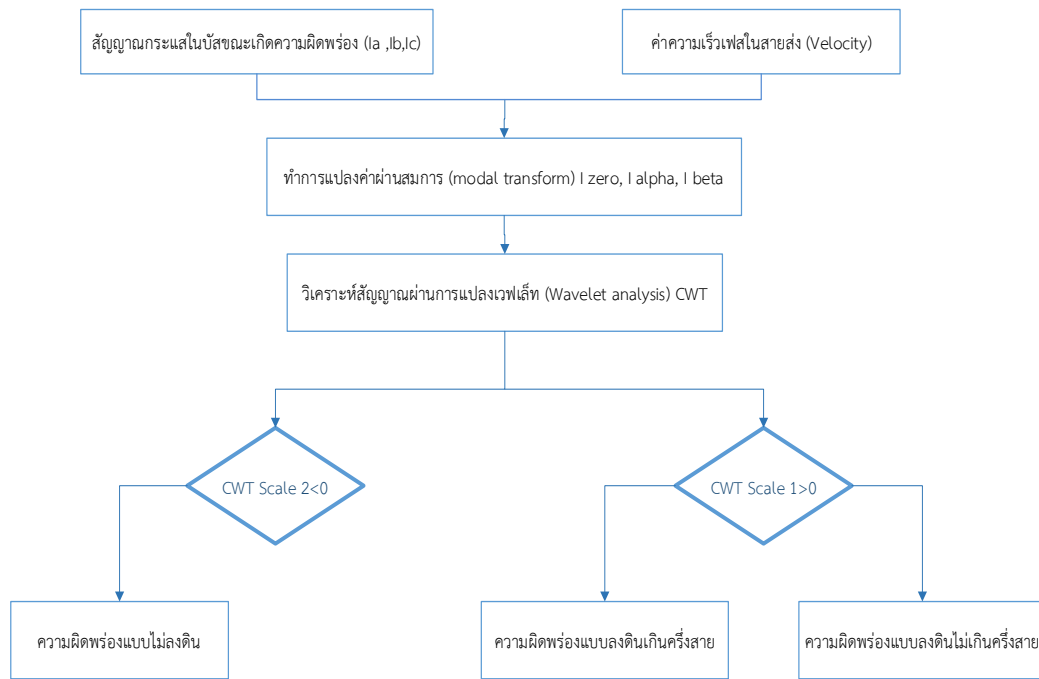 สัญญาณกระแสในบัสขณะเกิดความผิดพร่อง (Ia ,Ib,Ic)
ค่าความเร็วเฟสในสายส่ง (Velocity)
ทำการแปลงค่าผ่านสมการ (modal transform) I zero, I alpha, I beta
วิเคราะห์สัญญาณผ่านการแปลงเวฟเล็ท (Wavelet analysis) CWT
CWT Scale 2<0
CWT Scale 1>0
ความผิดพร่องแบบไม่ลงดิน
ความผิดพร่องแบบลงดินเกินครึ่งสาย
ความผิดพร่องแบบลงดินไม่เกินครึ่งสาย